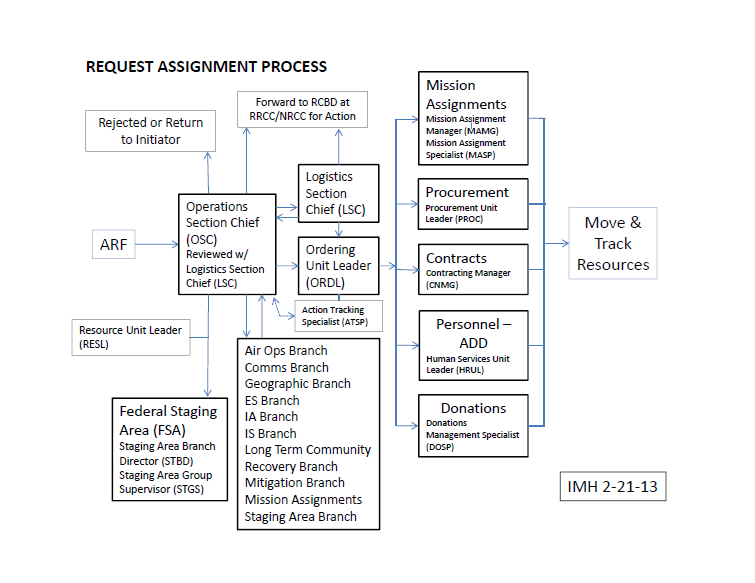 REQUEST ASSIGNMENT PROCESS
Rejected or Return
to Initiator
Forward to RCBD at
RRCC/NRCC for Action
Mission
Assignments
Mission Assignment
Manager (MAMG)
Mission Assignment
Specialist (MASP)
Logistics
Section
Chief (LSC)
Operations
Section Chief
(OSC)
Reviewed w/
Logistics Section
Chief (LSC)
ARF
Ordering
Unit Leader
(ORDL)
Procurement
Procurement Unit
Leader (PROC)
Move &
Track
Resources
Contracts
Contracting Manager
(CNMG)
Action Tracking
Specialist (ATSP)
Resource Unit Leader
(RESL)
Personnel –
ADD
Human Services Unit
Leader (HRUL)
Air Ops Branch
Comms Branch
Geographic Branch
ES Branch
IA Branch
IS Branch
Long Term Community
Recovery Branch
Mitigation Branch
Mission Assignments
Staging Area Branch
Federal Staging
Area (FSA)
Staging Area Branch
Director (STBD)
Staging Area Group
Supervisor (STGS)
Donations
Donations
Management Specialist
(DOSP)
IMH 2-21-13